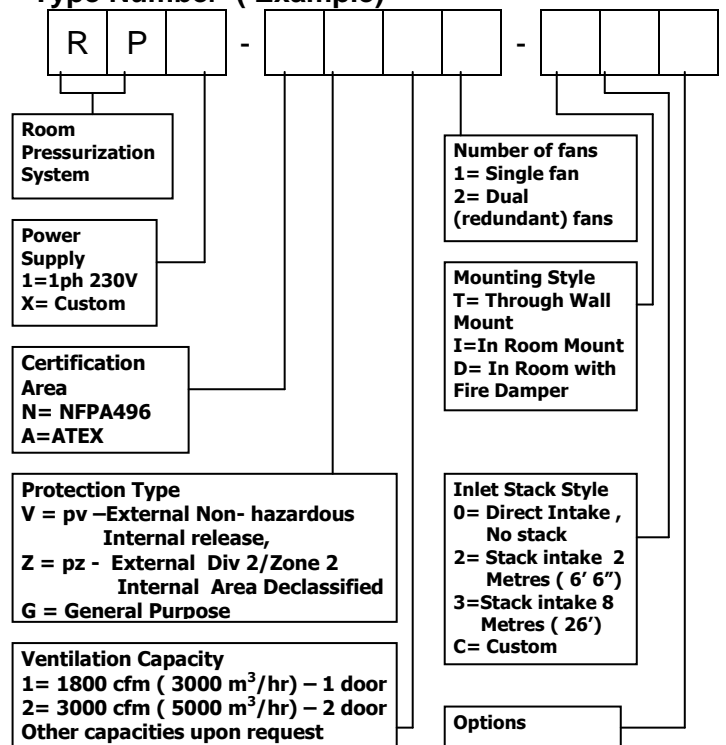 Type Number ( Example)
R P - -
Room
Pressurization
System
Power
Supply
1=1ph 230V
X= Custom
Certification
Area
N= NFPA496
A=ATEX
Protection Type
V = pv –External Non- hazardous
Internal release,
Z = pz - External Div 2/Zone 2
Internal Area Declassified
G = General Purpose
Ventilation Capacity
1= 1800 cfm ( 3000 m³/hr) – 1 door
2= 3000 cfm ( 5000 m³/hr) – 2 door
Other capacities upon request
Number of fans
1= Single fan
2= Dual
(redundant) fans
Mounting Style
T= Through Wall
Mount
I=In Room Mount
D= In Room with
Fire Damper
Inlet Stack Style
0= Direct Intake ,
No stack
2= Stack intake 2
Metres ( 6’ 6”)
3=Stack intake 8
Metres ( 26’)
C= Custom
Options